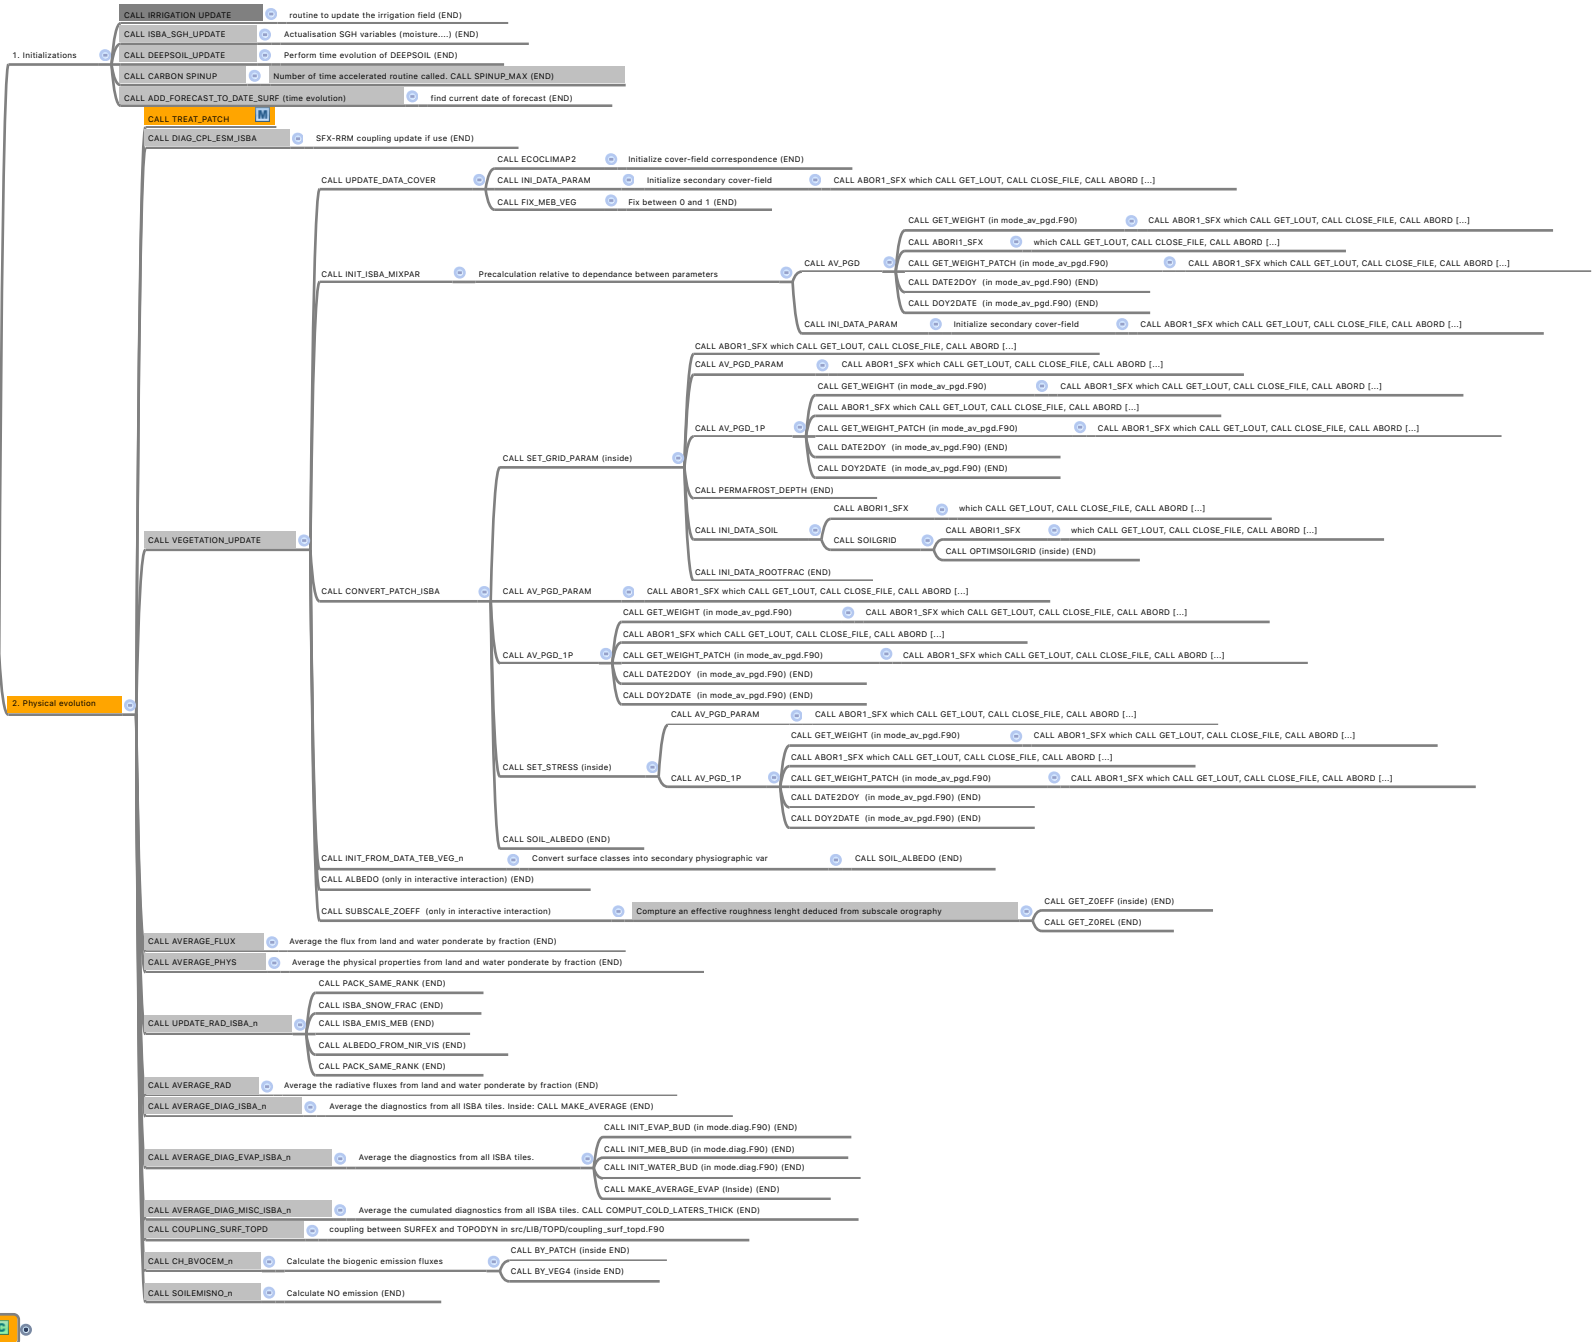 CALL IRRIGATION_UPDATE routine to update the irrigation field (END)
CALL ISBA_SGH_UPDATE Actualisation SGH variables (moisture....) (END)
1. Initializations CALL DEEPSOIL_UPDATE Perform time evolution of DEEPSOIL (END)
CALL CARBON SPINUP Number of time accelerated routine called. CALL SPINUP_MAX (END)
CALL ADD_FORECAST_TO_DATE_SURF (time evolution) find current date of forecast (END)
CALL TREAT_PATCH M
CALL DIAG_CPL_ESM_ISBA SFX-RRM coupling update if use (END)
CALL ECOCLIMAP2 Initialize cover-field correspondence (END)
CALL UPDATE_DATA_COVER CALL INI_DATA_PARAM Initialize secondary cover-field CALL ABOR1_SFX which CALL GET_LOUT, CALL CLOSE_FILE, CALL ABORD [...]
CALL FIX_MEB_VEG Fix between 0 and 1 (END)
CALL GET_WEIGHT (in mode_av_pgd.F90) CALL ABOR1_SFX which CALL GET_LOUT, CALL CLOSE_FILE, CALL ABORD [...]
CALL ABORI1_SFX which CALL GET_LOUT, CALL CLOSE_FILE, CALL ABORD [...]
CALL AV_PGD CALL GET_WEIGHT_PATCH (in mode_av_pgd.F90) CALL ABOR1_SFX which CALL GET_LOUT, CALL CLOSE_FILE, CALL ABORD [...]
CALL INIT_ISBA_MIXPAR Precalculation relative to dependance between parameters
CALL DATE2DOY (in mode_av_pgd.F90) (END)
CALL DOY2DATE (in mode_av_pgd.F90) (END)
CALL INI_DATA_PARAM Initialize secondary cover-field CALL ABOR1_SFX which CALL GET_LOUT, CALL CLOSE_FILE, CALL ABORD [...]
CALL ABOR1_SFX which CALL GET_LOUT, CALL CLOSE_FILE, CALL ABORD [...]
CALL AV_PGD_PARAM CALL ABOR1_SFX which CALL GET_LOUT, CALL CLOSE_FILE, CALL ABORD [...]
CALL GET_WEIGHT (in mode_av_pgd.F90) CALL ABOR1_SFX which CALL GET_LOUT, CALL CLOSE_FILE, CALL ABORD [...]
CALL ABOR1_SFX which CALL GET_LOUT, CALL CLOSE_FILE, CALL ABORD [...]
CALL AV_PGD_1P CALL GET_WEIGHT_PATCH (in mode_av_pgd.F90) CALL ABOR1_SFX which CALL GET_LOUT, CALL CLOSE_FILE, CALL ABORD [...]
CALL DATE2DOY (in mode_av_pgd.F90) (END)
CALL SET_GRID_PARAM (inside)
CALL DOY2DATE (in mode_av_pgd.F90) (END)
CALL PERMAFROST_DEPTH (END)
CALL ABORI1_SFX which CALL GET_LOUT, CALL CLOSE_FILE, CALL ABORD [...]
CALL INI_DATA_SOIL CALL ABORI1_SFX which CALL GET_LOUT, CALL CLOSE_FILE, CALL ABORD [...]
CALL VEGETATION_UPDATE CALL SOILGRID
CALL OPTIMSOILGRID (inside) (END)
CALL INI_DATA_ROOTFRAC (END)
CALL CONVERT_PATCH_ISBA CALL AV_PGD_PARAM CALL ABOR1_SFX which CALL GET_LOUT, CALL CLOSE_FILE, CALL ABORD [...]
CALL GET_WEIGHT (in mode_av_pgd.F90) CALL ABOR1_SFX which CALL GET_LOUT, CALL CLOSE_FILE, CALL ABORD [...]
CALL ABOR1_SFX which CALL GET_LOUT, CALL CLOSE_FILE, CALL ABORD [...]
CALL AV_PGD_1P CALL GET_WEIGHT_PATCH (in mode_av_pgd.F90) CALL ABOR1_SFX which CALL GET_LOUT, CALL CLOSE_FILE, CALL ABORD [...]
CALL DATE2DOY (in mode_av_pgd.F90) (END)
CALL DOY2DATE (in mode_av_pgd.F90) (END)
2. Physical evolution
CALL AV_PGD_PARAM CALL ABOR1_SFX which CALL GET_LOUT, CALL CLOSE_FILE, CALL ABORD [...]
CALL GET_WEIGHT (in mode_av_pgd.F90) CALL ABOR1_SFX which CALL GET_LOUT, CALL CLOSE_FILE, CALL ABORD [...]
CALL ABOR1_SFX which CALL GET_LOUT, CALL CLOSE_FILE, CALL ABORD [...]
CALL SET_STRESS (inside)
CALL AV_PGD_1P CALL GET_WEIGHT_PATCH (in mode_av_pgd.F90) CALL ABOR1_SFX which CALL GET_LOUT, CALL CLOSE_FILE, CALL ABORD [...]
CALL DATE2DOY (in mode_av_pgd.F90) (END)
CALL DOY2DATE (in mode_av_pgd.F90) (END)
CALL SOIL_ALBEDO (END)
CALL INIT_FROM_DATA_TEB_VEG_n Convert surface classes into secondary physiographic var CALL SOIL_ALBEDO (END)
CALL ALBEDO (only in interactive interaction) (END)
CALL GET_Z0EFF (inside) (END)
CALL SUBSCALE_ZOEFF (only in interactive interaction) Compture an effective roughness lenght deduced from subscale orography
CALL GET_Z0REL (END)
CALL AVERAGE_FLUX Average the flux from land and water ponderate by fraction (END)
CALL AVERAGE_PHYS Average the physical properties from land and water ponderate by fraction (END)
CALL PACK_SAME_RANK (END)
CALL ISBA_SNOW_FRAC (END)
CALL UPDATE_RAD_ISBA_n CALL ISBA_EMIS_MEB (END)
CALL ALBEDO_FROM_NIR_VIS (END)
CALL PACK_SAME_RANK (END)
CALL AVERAGE_RAD Average the radiative fluxes from land and water ponderate by fraction (END)
CALL AVERAGE_DIAG_ISBA_n Average the diagnostics from all ISBA tiles. Inside: CALL MAKE_AVERAGE (END)
CALL INIT_EVAP_BUD (in mode.diag.F90) (END)
CALL INIT_MEB_BUD (in mode.diag.F90) (END)
CALL AVERAGE_DIAG_EVAP_ISBA_n Average the diagnostics from all ISBA tiles.
CALL INIT_WATER_BUD (in mode.diag.F90) (END)
CALL MAKE_AVERAGE_EVAP (Inside) (END)
CALL AVERAGE_DIAG_MISC_ISBA_n Average the cumulated diagnostics from all ISBA tiles. CALL COMPUT_COLD_LATERS_THICK (END)
CALL COUPLING_SURF_TOPD coupling between SURFEX and TOPODYN in src/LIB/TOPD/coupling_surf_topd.F90
CALL BY_PATCH (inside END)
CALL CH_BVOCEM_n Calculate the biogenic emission fluxes
CALL BY_VEG4 (inside END)
CALL SOILEMISNO_n Calculate NO emission (END)
C